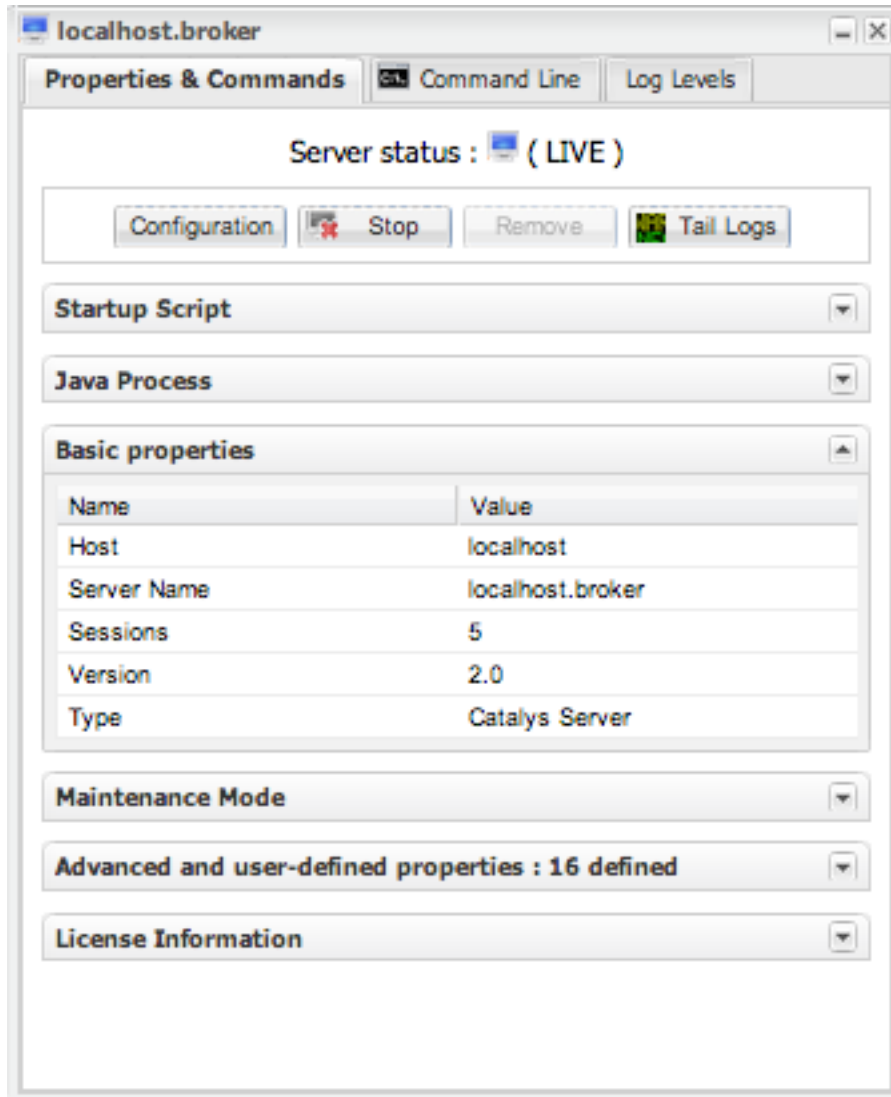 localhost.broker
Properties & Commands Command Line Log Levels
Server status : ( LIVE )
Configuration Stop Remove Tail Logs
Startup Script
Java Process
Basic properties
Name Value
Host localhost
Server Name localhost.broker
Sessions 5
Version 2.0
Type Catalys Server
Maintenance Mode
Advanced and user-defined properties : 16 defined
License Information